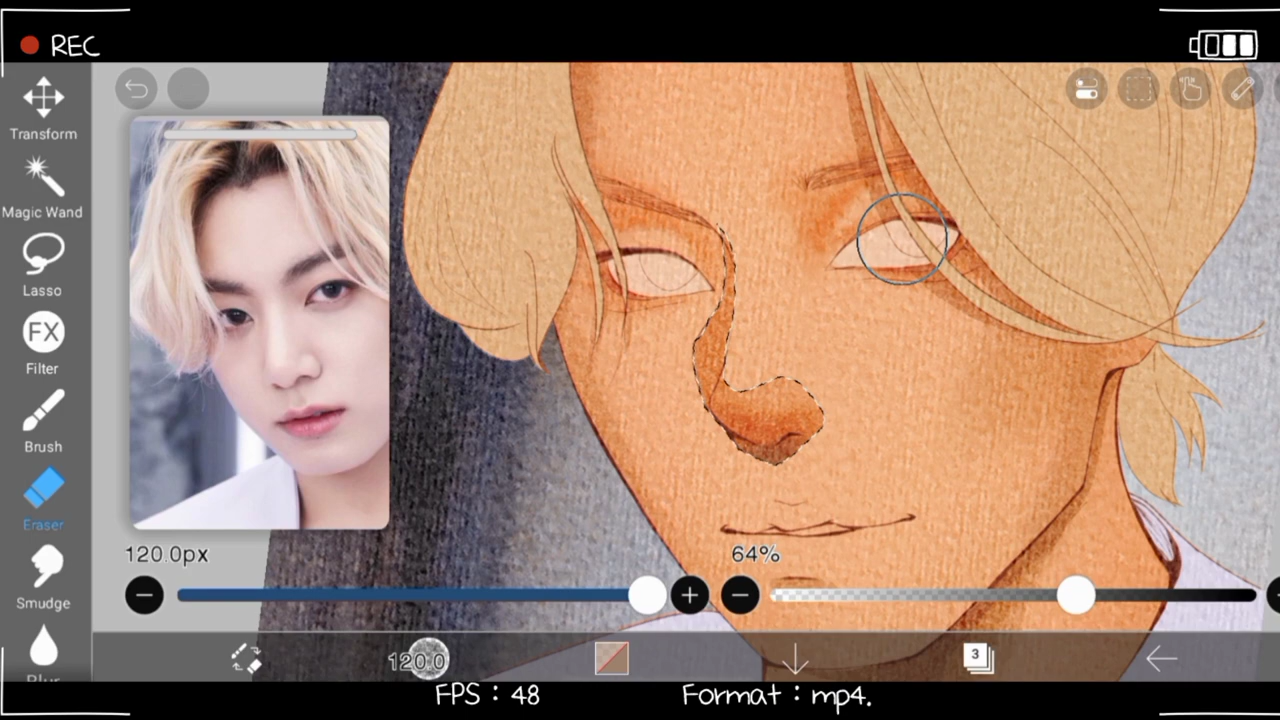 REC
Transform
Magic Wand
Lasso
FX
Filter
Brush
Eraser
Smudge
Blur
120.0px
64%
120.0
3
FPS : 48
Format : mp4.